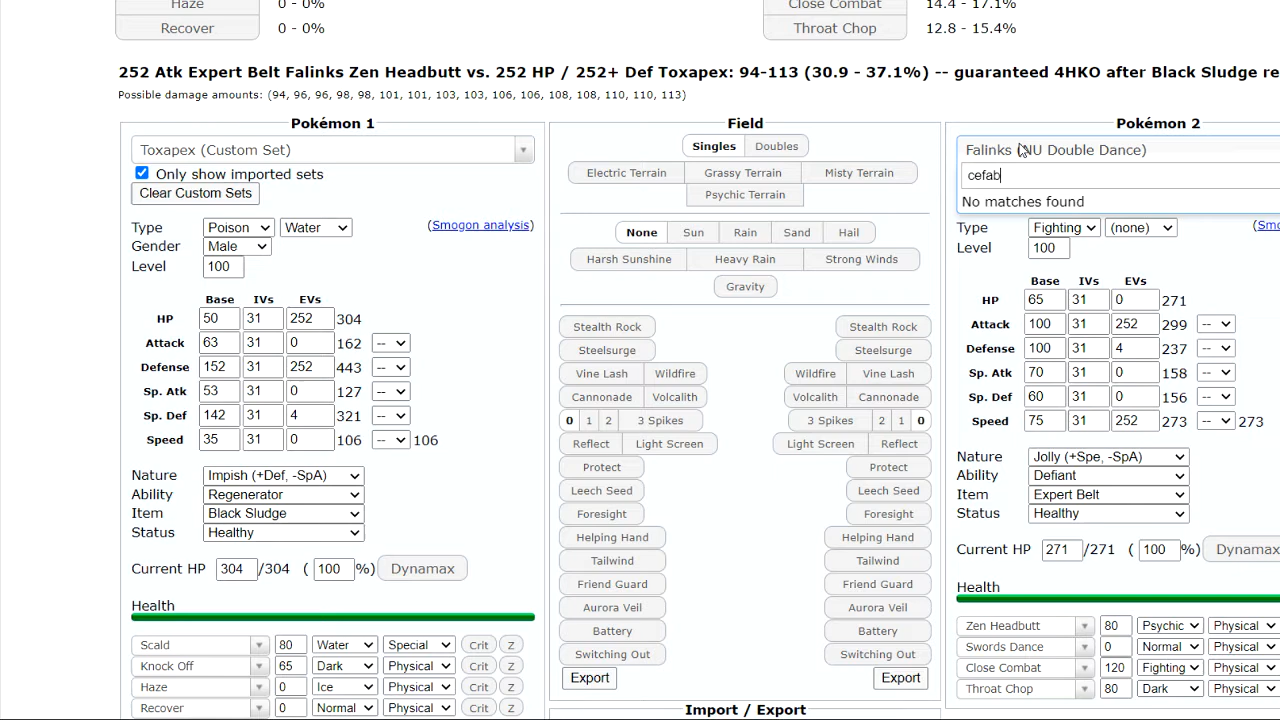 Haze 0 - 0% Close Combat 14.4 - 17.1%
Recover 0 - 0% Throat Chop 12.8 - 15.4%
252 Atk Expert Belt Falinks Zen Headbutt vs. 252 HP / 252+ Def Toxapex: 94-113 (30.9 - 37.1%) -- guaranteed 4HKO after Black Sludge re
Possible damage amounts: (94, 96, 96, 98, 98, 101, 101, 103, 103, 106, 106, 108, 108, 110, 110, 113)
Pokémon 1
Toxapex (Custom Set)
Only show imported sets
Clear Custom Sets
Type Poison Water (Smogon analysis)
Gender Male
Level 100
Base IVs EVs
HP 50 31 252 304
Attack 63 31 0 162 --
Defense 152 31 252 443 --
Sp. Atk 53 31 0 127 --
Sp. Def 142 31 4 321 --
Speed 35 31 0 106 -- 106
Nature Impish (+Def, -SpA)
Ability Regenerator
Item Black Sludge
Status Healthy
Current HP 304 /304 ( 100 %) Dynamax
Health
Scald 80 Water Special Crit Z
Knock Off 65 Dark Physical Crit Z
Haze 0 Ice Physical Crit Z
Recover 0 Normal Physical Crit Z
Field
Singles Doubles
Electric Terrain Grassy Terrain Misty Terrain
Psychic Terrain
None Sun Rain Sand Hail
Harsh Sunshine Heavy Rain Strong Winds
Gravity
Stealth Rock Stealth Rock
Steelsurge Steelsurge
Vine Lash Wildfire Wildfire Vine Lash
Cannonade Volcalith Volcalith Cannonade
0 1 2 3 Spikes 3 Spikes 2 1 0
Reflect Light Screen Light Screen Reflect
Protect Protect
Leech Seed Leech Seed
Foresight Foresight
Helping Hand Helping Hand
Tailwind Tailwind
Friend Guard Friend Guard
Aurora Veil Aurora Veil
Battery Battery
Switching Out Switching Out
Export Export
Import / Export
Pokémon 2
Falinks (NU Double Dance)
cefab
No matches found
Type Fighting (none) (Smo
Level 100
Base IVs EVs
HP 65 31 0 271
Attack 100 31 252 299 --
Defense 100 31 4 237 --
Sp. Atk 70 31 0 158 --
Sp. Def 60 31 0 156 --
Speed 75 31 252 273 -- 273
Nature Jolly (+Spe, -SpA)
Ability Defiant
Item Expert Belt
Status Healthy
Current HP 271 /271 ( 100 %) Dynamax
Health
Zen Headbutt 80 Psychic Physical
Swords Dance 0 Normal Physical
Close Combat 120 Fighting Physical
Throat Chop 80 Dark Physical